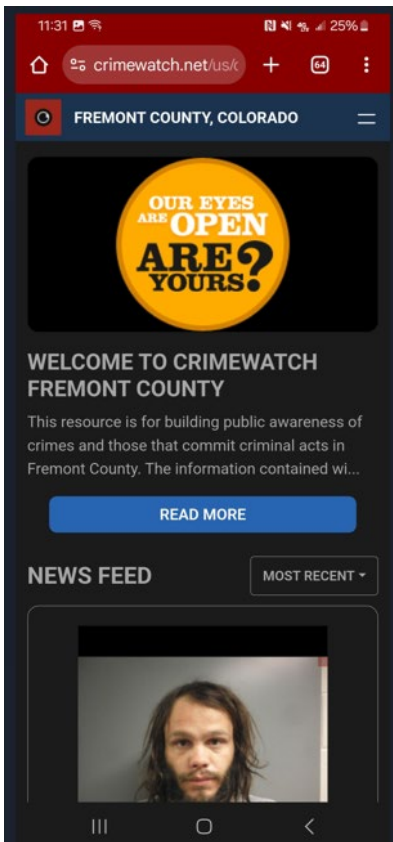 11:31 25%
crimewatch.net/us/c 64
FREMONT COUNTY, COLORADO
OUR EYES
ARE OPEN
ARE
YOURS?
WELCOME TO CRIMEWATCH
FREMONT COUNTY
This resource is for building public awareness of
crimes and those that commit criminal acts in
Fremont County. The information contained wi...
READ MORE
NEWS FEED MOST RECENT